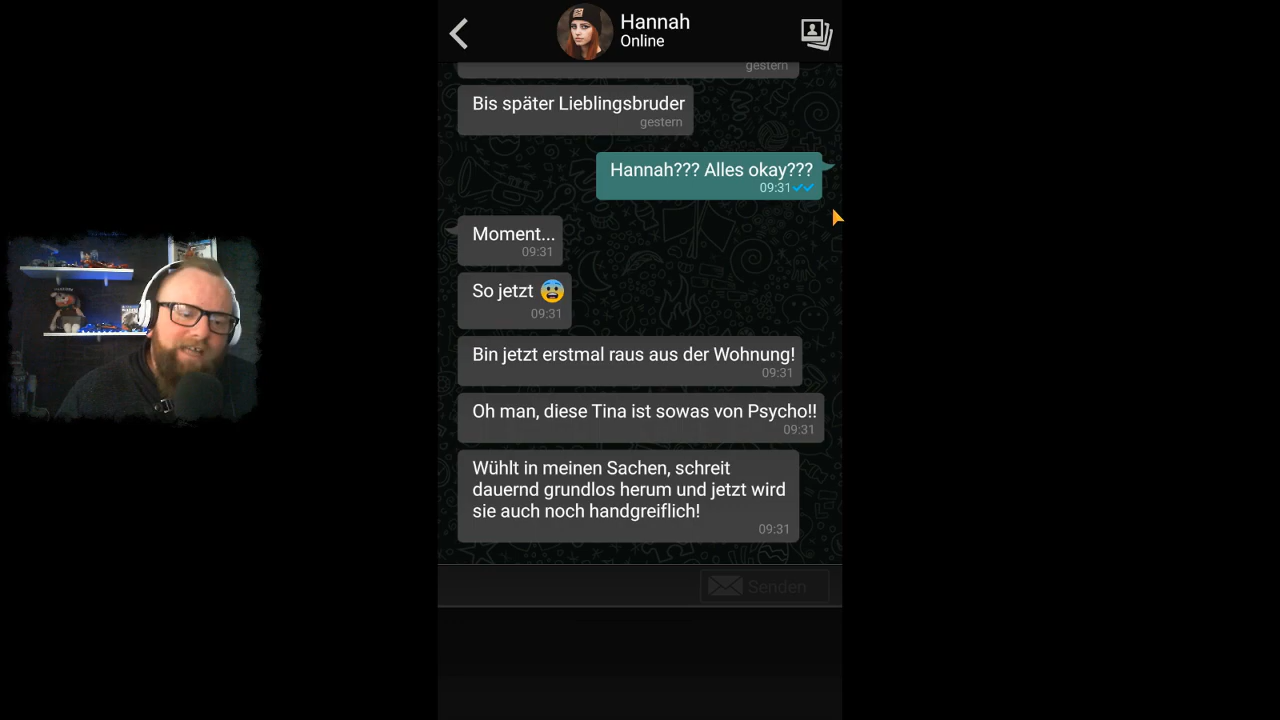 Hannah
Online
gestern
Bis später Lieblingsbruder
gestern
Hannah??? Alles okay???
09:31
Moment...
09:31
So jetzt 😨
09:31
Bin jetzt erstmal raus aus der Wohnung!
09:31
Oh man, diese Tina ist sowas von Psycho!!
09:31
Wühlt in meinen Sachen, schreit
dauernd grundlos herum und jetzt wird
sie auch noch handgreiflich!
09:31
Senden